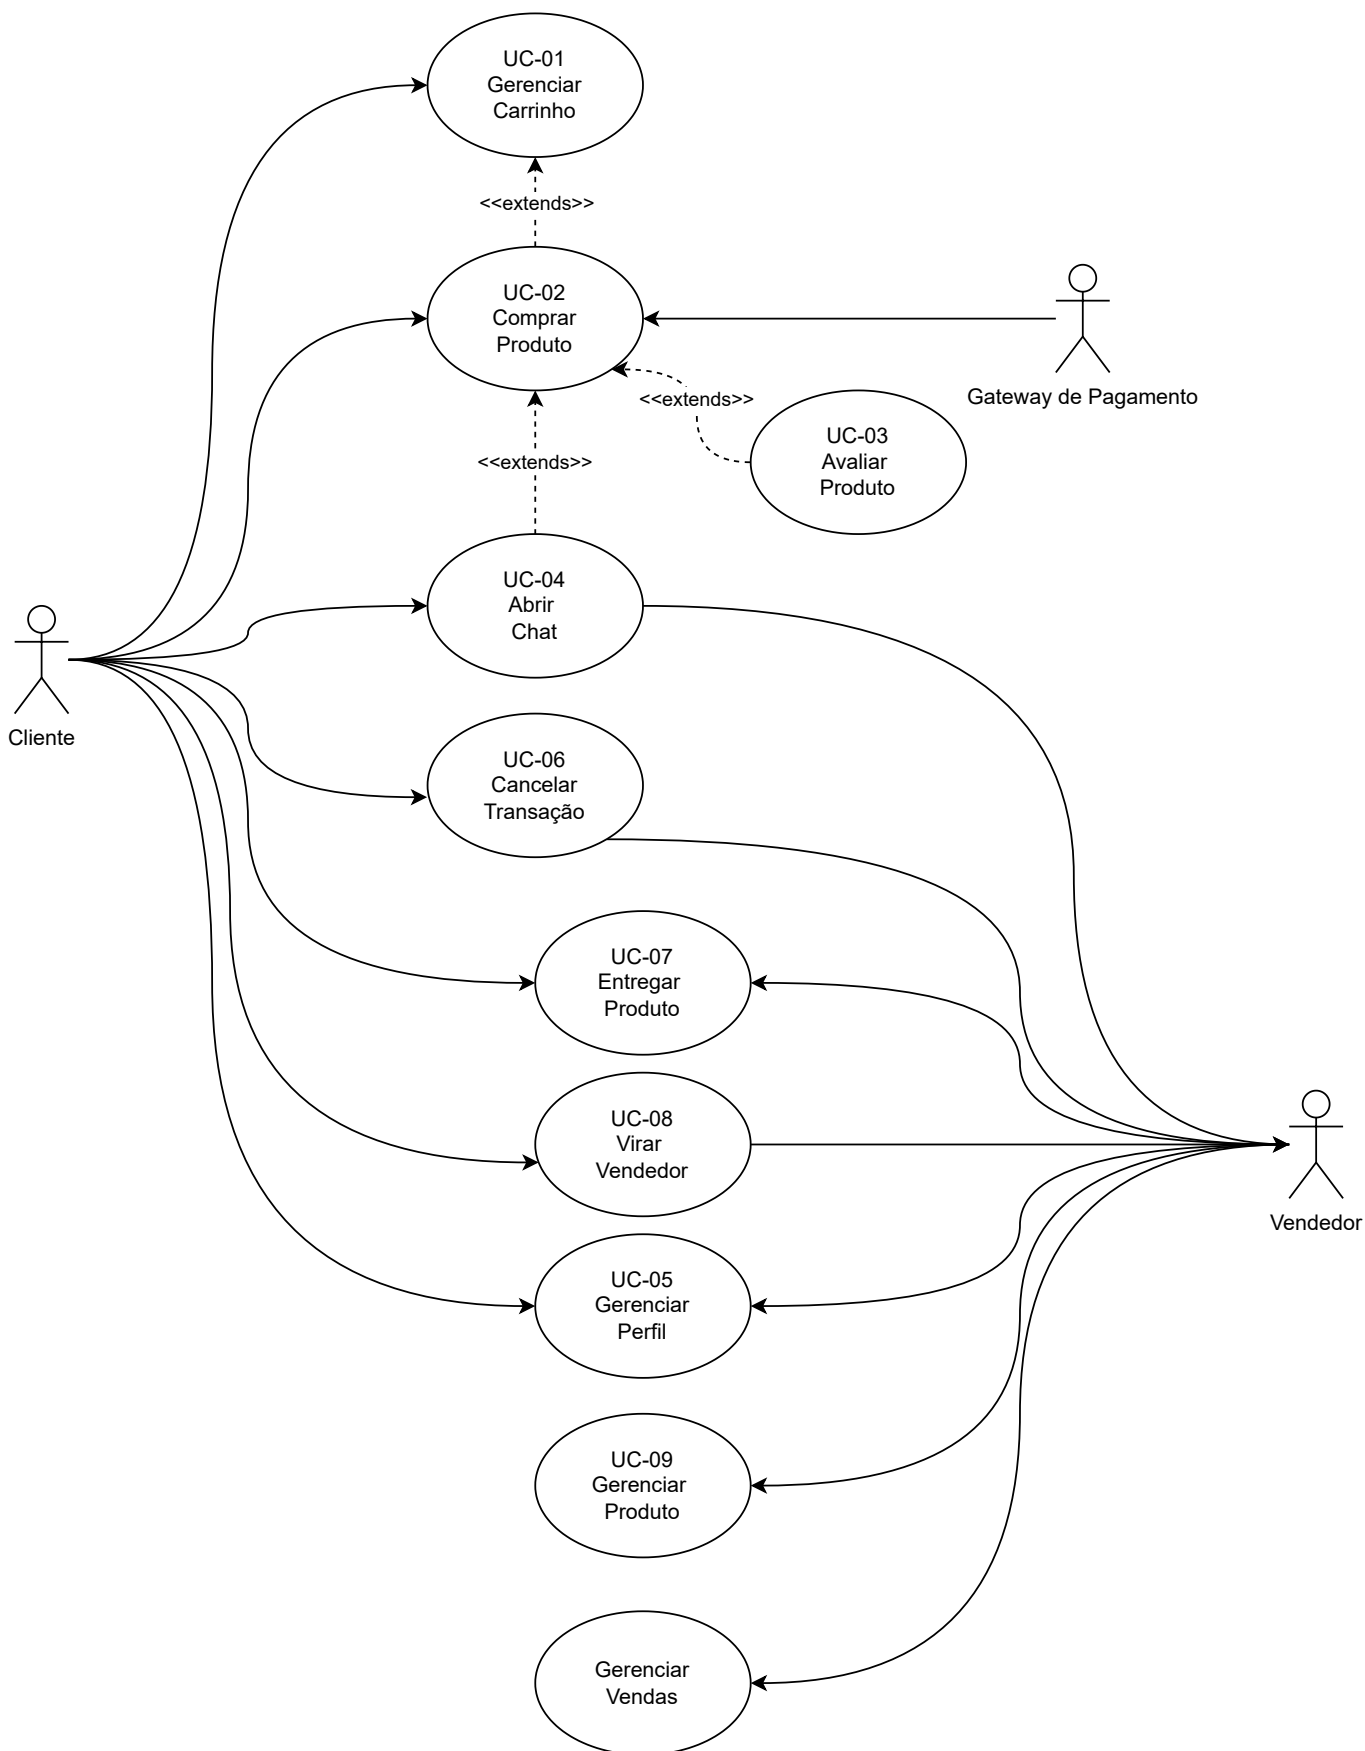 UC-01
Gerenciar
Carrinho
<<extends>>
UC-02
Comprar
Produto
Gateway de Pagamento
<<extends>>
UC-03
Avaliar
Produto
<<extends>>
UC-04
Abrir
Chat
Cliente
UC-06
Cancelar
Transação
UC-07
Entregar
Produto
UC-08
Virar
Vendedor
Vendedor
UC-05
Gerenciar
Perfil
UC-09
Gerenciar
Produto
Gerenciar
Vendas